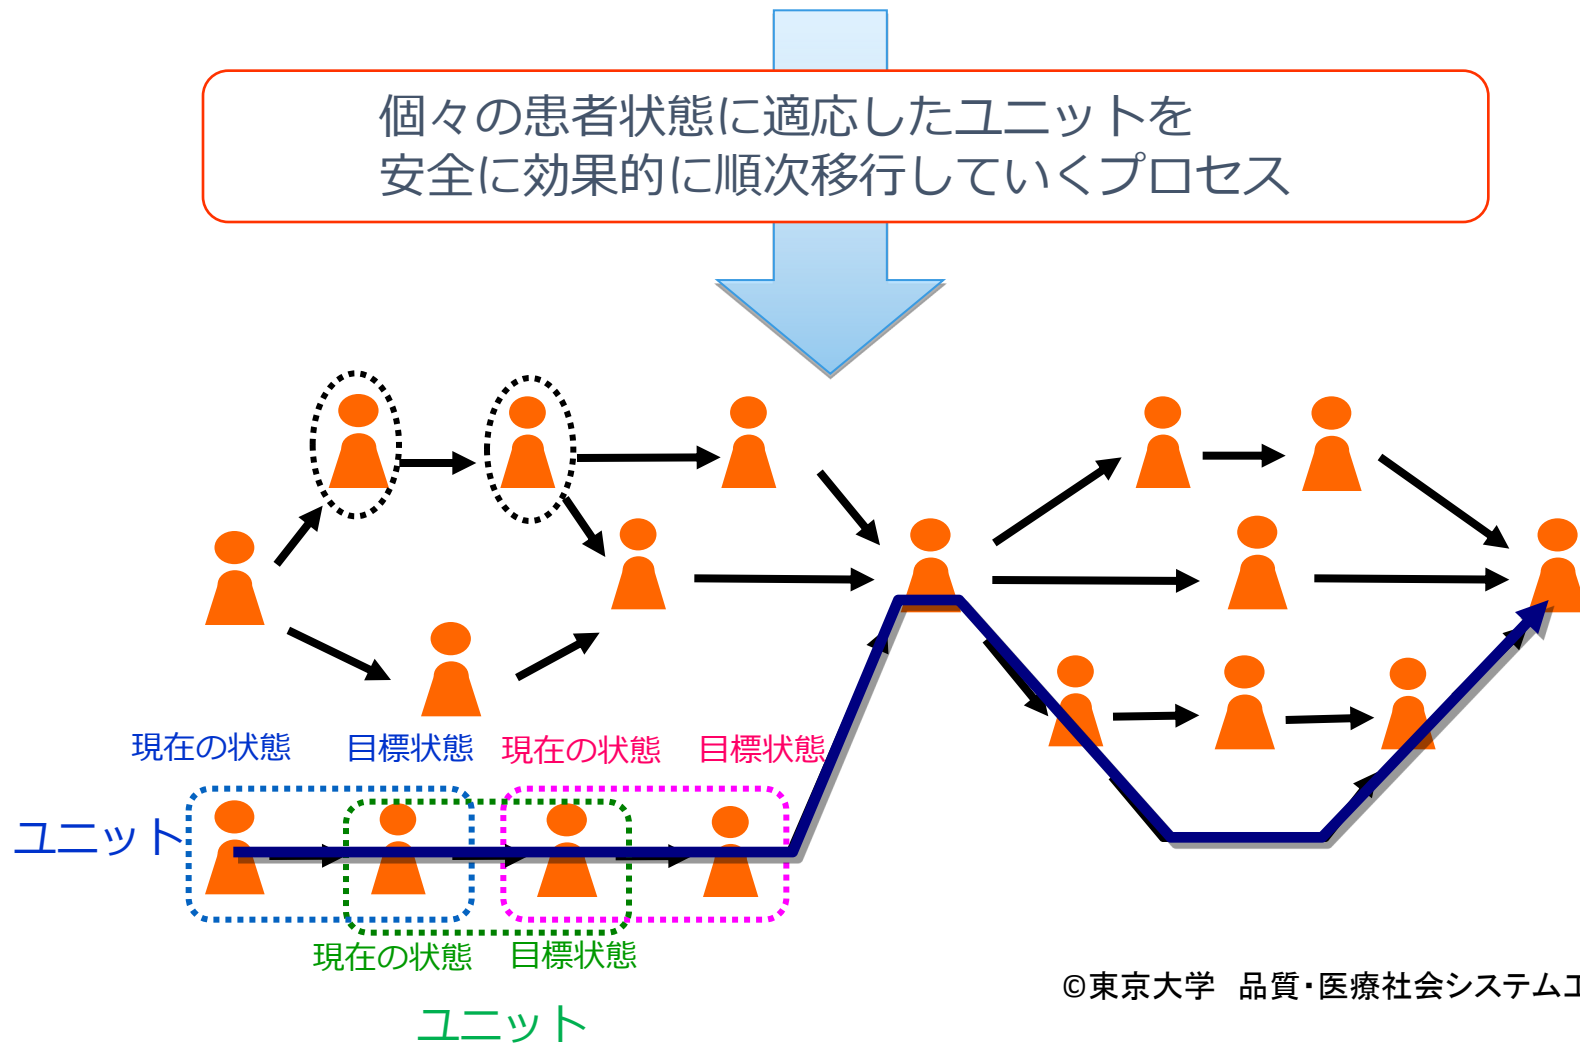 個々の患者状態に適応したユニットを
安全に効果的に順次移行していくプロセス
現在の状態 目標状態 現在の状態 目標状態
ユニット
現在の状態 目標状態
©東京大学 品質・医療社会システムエ
ユニット